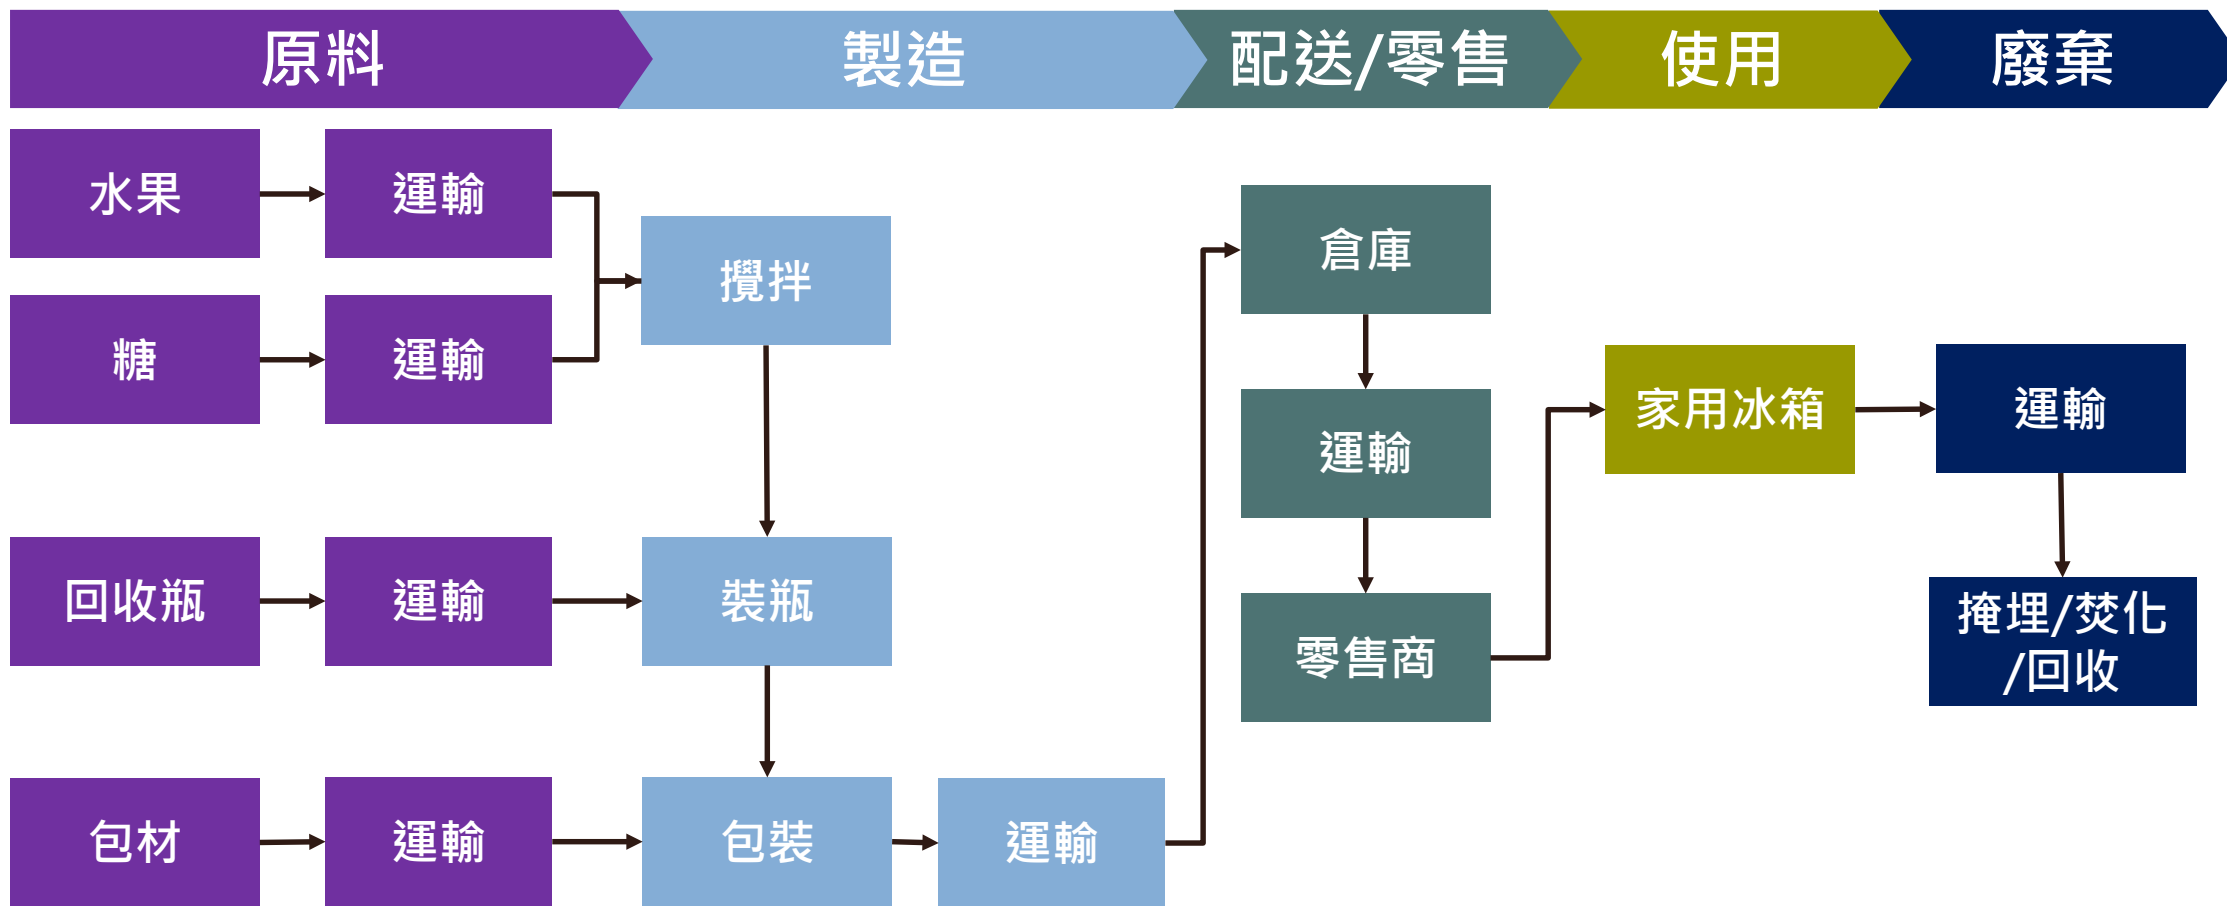 原料
製造
配送/零售
使用
廢棄
水果
運輸
糖
運輸
攪拌
回收瓶
運輸
裝瓶
包材
運輸
包裝
運輸
倉庫
運輸
零售商
家用冰箱
運輸
掩埋/焚化
/回收